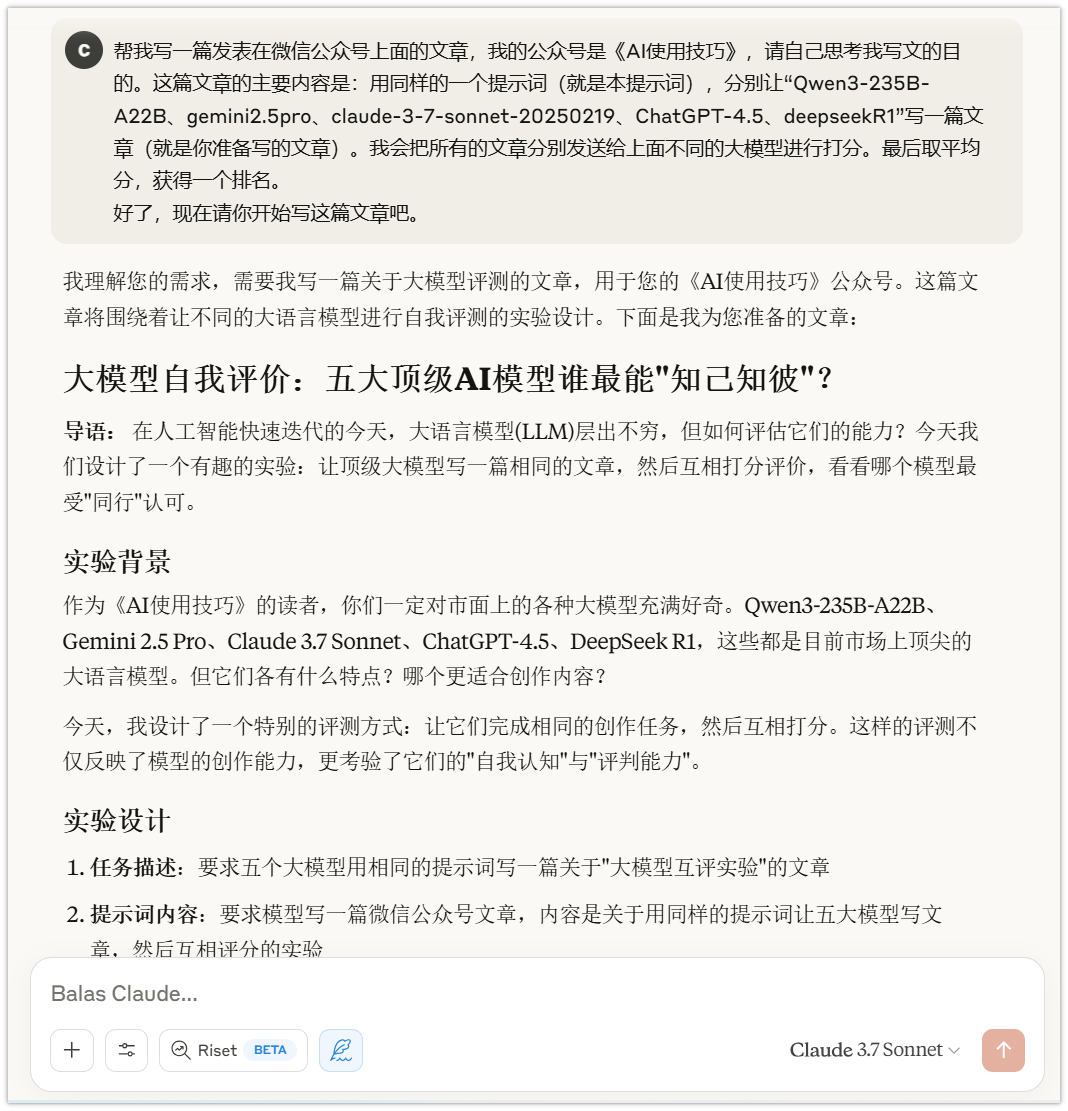 C
帮我写一篇发表在微信公众号上面的文章，我的公众号是《AI使用技巧》，请自己思考我写文的目
的。这篇文章的主要内容是：用同样的一个提示词（就是本提示词），分别让“Qwen3-235B-
A22B、gemini2.5pro、claude-3-7-sonnet-20250219、ChatGPT-4.5、deepseekR1”写一篇文
章（就是你准备写的文章）。我会把所有的文章分别发送给上面不同的大模型进行打分。最后取平均
分，获得一个排名。
好了，现在请你开始写这篇文章吧。
我理解您的需求，需要我写一篇关于大模型评测的文章，用于您的《AI使用技巧》公众号。这篇文
章将围绕着让不同的大语言模型进行自我评测的实验设计。下面是我为您准备的文章：
大模型自我评价：五大顶级AI模型谁最能"知己知彼"？
导语： 在人工智能快速迭代的今天，大语言模型(LLM)层出不穷，但如何评估它们的能力？今天我
们设计了一个有趣的实验：让顶级大模型写一篇相同的文章，然后互相打分评价，看看哪个模型最
受"同行"认可。
实验背景
作为《AI使用技巧》的读者，你们一定对市面上的各种大模型充满好奇。Qwen3-235B-A22B、
Gemini 2.5 Pro、Claude 3.7 Sonnet、ChatGPT-4.5、DeepSeek R1，这些都是目前市场上顶尖的
大语言模型。但它们各有什么特点？哪个更适合创作内容？
今天，我设计了一个特别的评测方式：让它们完成相同的创作任务，然后互相打分。这样的评测不
仅反映了模型的创作能力，更考验了它们的"自我认知"与"评判能力"。
实验设计
1. 任务描述：要求五个大模型用相同的提示词写一篇关于"大模型互评实验"的文章
2. 提示词内容：要求模型写一篇微信公众号文章，内容是关于用同样的提示词让五大模型写文
章，然后互相评分的实验
Balas Claude...
Riset BETA
Claude 3.7 Sonnet